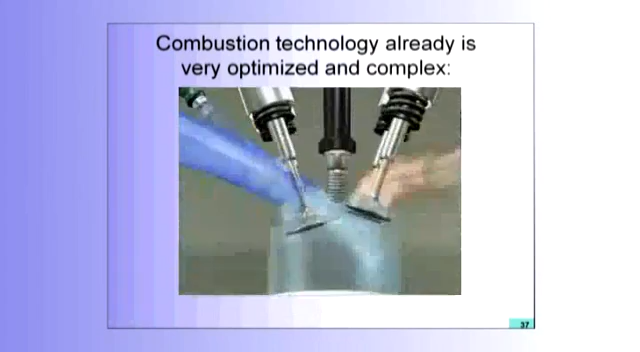 Combustion technology already is
very optimized and complex:
37